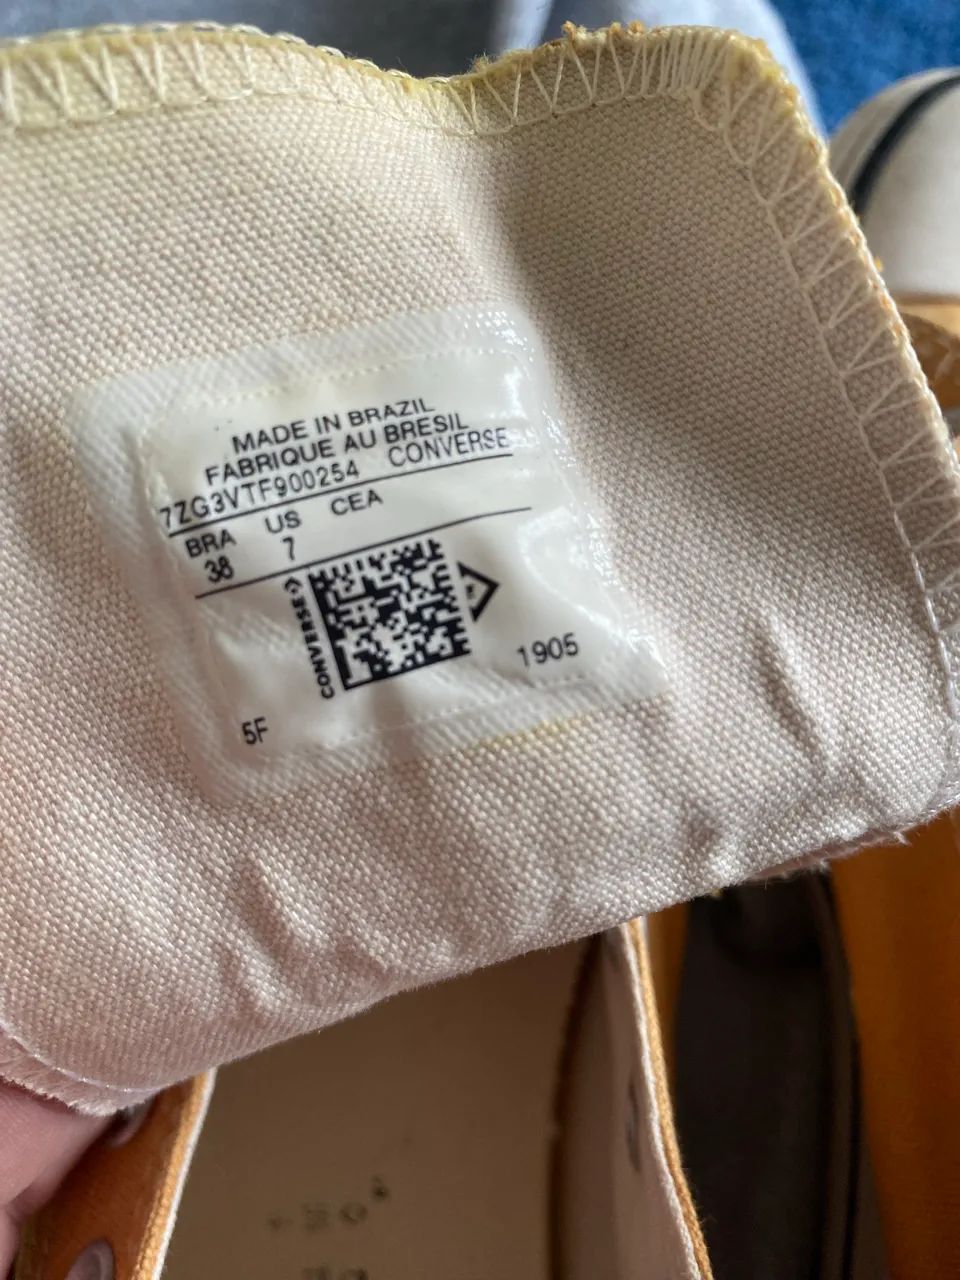 MADE IN BRAZIL
FABRIQUE AU BRESIL
7ZG3VTF900254 CONVERSE
BRA US CEA
38 7
CONVERSE
1905
5F